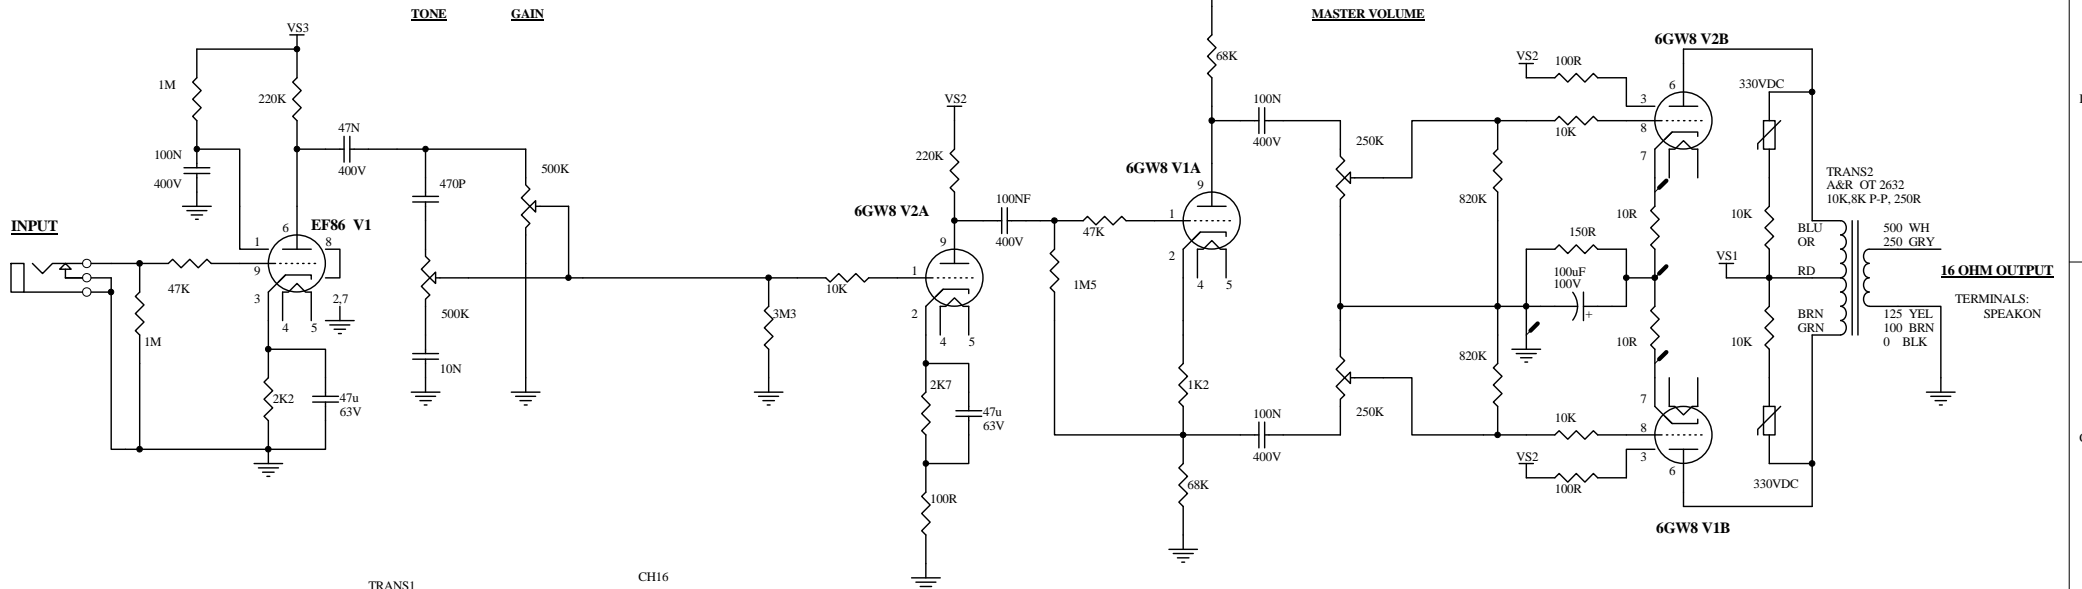 TONE
GAIN
MASTER VOLUME
VS3
1M
220K
47N
400V
100N
400V
INPUT
EF86 V1
6
1
8
9
3
2,7
4
5
47K
1M
2K2
47u
63V
470P
500K
500K
10N
3M3
10K
VS2
220K
6GW8 V2A
9
1
2
4
5
2K7
47u
63V
100R
100NF
400V
47K
1M5
68K
6GW8 V1A
9
1
2
4
5
1K2
68K
100N
400V
250K
250K
100N
400V
VS2
100R
6GW8 V2B
6
3
8
7
10K
820K
10R
150R
100uF
100V
+
820K
10R
10K
7
8
3
6
VS2
100R
6GW8 V1B
330VDC
10K
VS1
10K
330VDC
TRANS2
A&R OT 2632
10K,8K P-P, 250R
BLU
OR
RD
BRN
GRN
500 WH
250 GRY
125 YEL
100 BRN
0 BLK
16 OHM OUTPUT
TERMINALS:
SPEAKON
TRANS1
CH16